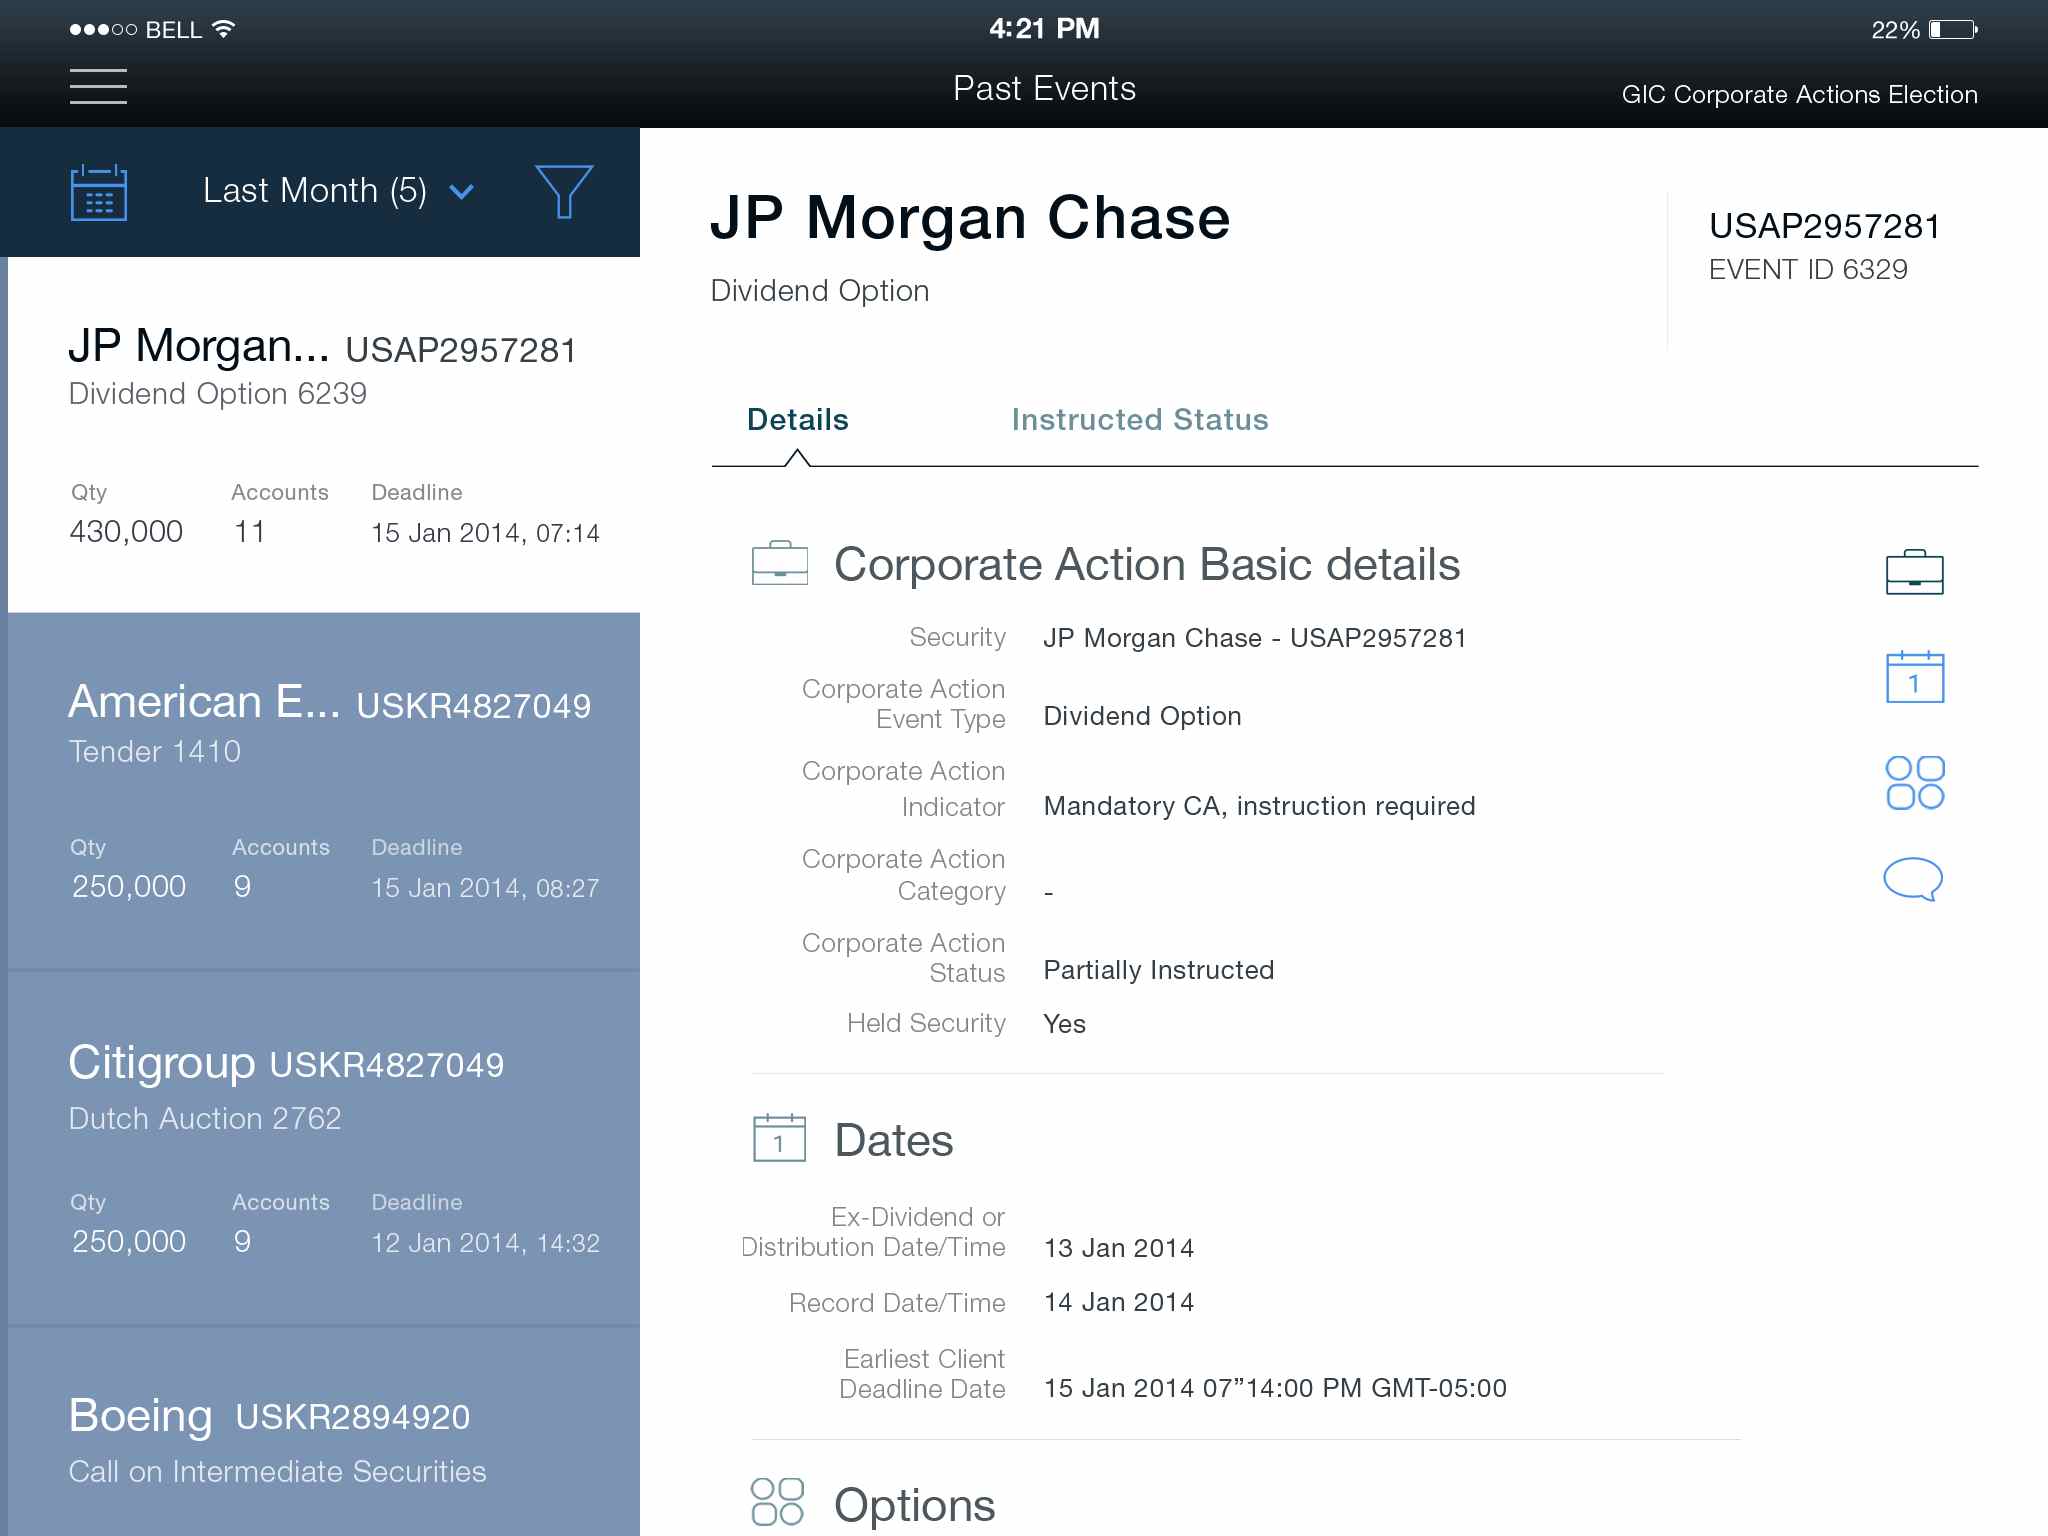 BELL
4:21 PM
22%
Past Events
GIC Corporate Actions Election
Last Month (5)
JP Morgan... USAP2957281
Dividend Option 6239
Qty Accounts Deadline
430,000 11 15 Jan 2014, 07:14
American E... USKR4827049
Tender 1410
Qty Accounts Deadline
250,000 9 15 Jan 2014, 08:27
Citigroup USKR4827049
Dutch Auction 2762
Qty Accounts Deadline
250,000 9 12 Jan 2014, 14:32
Boeing USKR2894920
Call on Intermediate Securities
JP Morgan Chase
Dividend Option
USAP2957281
EVENT ID 6329
Details Instructed Status
Corporate Action Basic details
Security JP Morgan Chase - USAP2957281
Corporate Action
Event Type Dividend Option
Corporate Action
Indicator Mandatory CA, instruction required
Corporate Action
Category -
Corporate Action
Status Partially Instructed
Held Security Yes
1
1 Dates
Ex-Dividend or
Distribution Date/Time 13 Jan 2014
Record Date/Time 14 Jan 2014
Earliest Client
Deadline Date 15 Jan 2014 07”14:00 PM GMT-05:00
Options